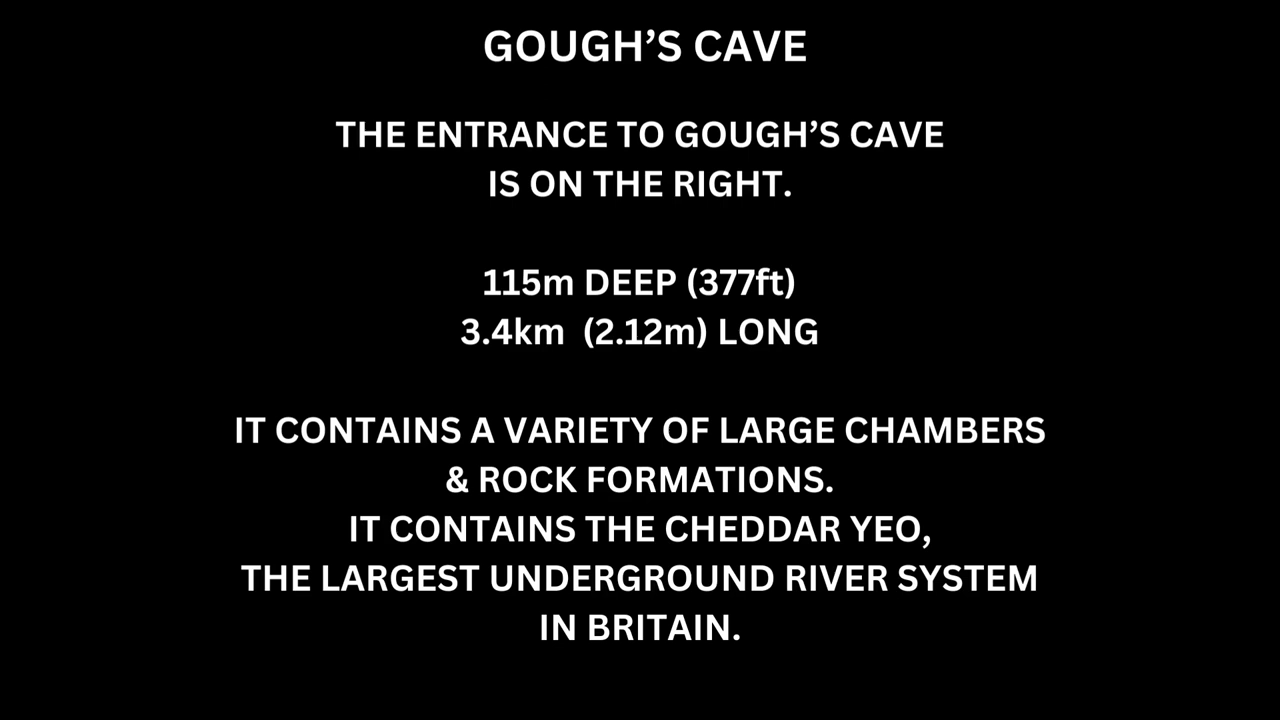 GOUGH’S CAVE
THE ENTRANCE TO GOUGH’S CAVE
IS ON THE RIGHT.
115m DEEP (377ft)
3.4km (2.12m) LONG
IT CONTAINS A VARIETY OF LARGE CHAMBERS
& ROCK FORMATIONS.
IT CONTAINS THE CHEDDAR YEO,
THE LARGEST UNDERGROUND RIVER SYSTEM
IN BRITAIN.